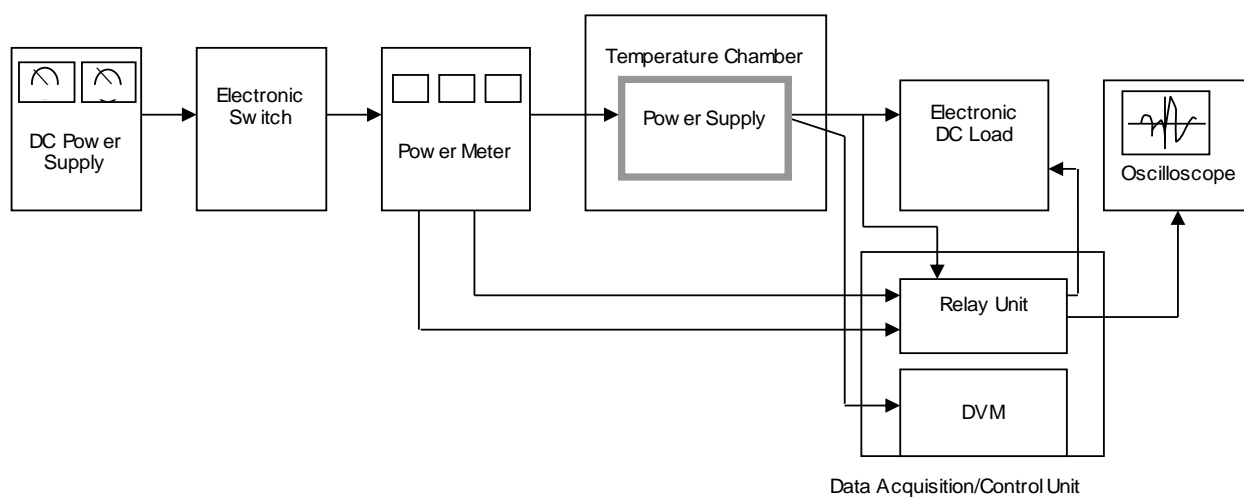 DC Power
Supply
Electronic
Switch
Power Meter
Temperature Chamber
Power Supply
Electronic
DC Load
Oscilloscope
Relay Unit
DVM
Data Acquisition/Control Unit